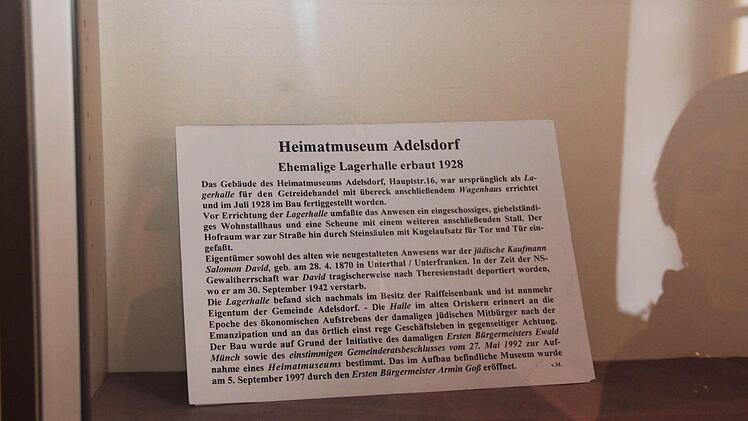 Heimatmuseum Adelsdorf
Ehemalige Lagerhalle erbaut 1928
Das Gebäude des Heimatmuseums Adelsdorf, Hauptstr.16, war ursprünglich als La-
gerhalle für den Getreidehandel mit übereck anschließendem Wagenhaus errichtet
und im Juli 1928 im Bau fertiggestellt worden.
Vor Errichtung der Lagerhalle umfaßte das Anwesen ein eingeschossiges, giebelständi-
ges Wohnstallhaus und eine Scheune mit einem weiteren anschließenden Stall. Der
Hofraum war zur Straße hin durch Steinsäulen mit Kugelaufsatz für Tor und Tür ein-
gefaßt.
Eigentümer sowohl des alten wie neugestalteten Anwesens war der jüdische Kaufmann
Salomon David, geb. am 28. 4. 1870 in Unterthal / Unterfranken. In der Zeit der NS-
Gewaltherrschaft war David tragischerweise nach Theresienstadt deportiert worden,
wo er am 30. September 1942 verstarb.
Die Lagerhalle befand sich nachmals im Besitz der Raiffeisenbank und ist nunmehr
Eigentum der Gemeinde Adelsdorf. - Die Halle im alten Ortskern erinnert an die
Epoche des ökonomischen Aufstrebens der damaligen jüdischen Mitbürger nach der
Emanzipation und an das örtlich einst rege Geschäftsleben in gegenseitiger Achtung.
Der Bau wurde auf Grund der Initiative des damaligen Ersten Bürgermeisters Ewald
Münch sowie des einstimmigen Gemeinderatsbeschlusses vom 27. Mai 1992 zur Auf-
nahme eines Heimatmuseums bestimmt. Das im Aufbau befindliche Museum wurde
am 5. September 1997 durch den Ersten Bürgermeister Armin Goß eröffnet. v.M.